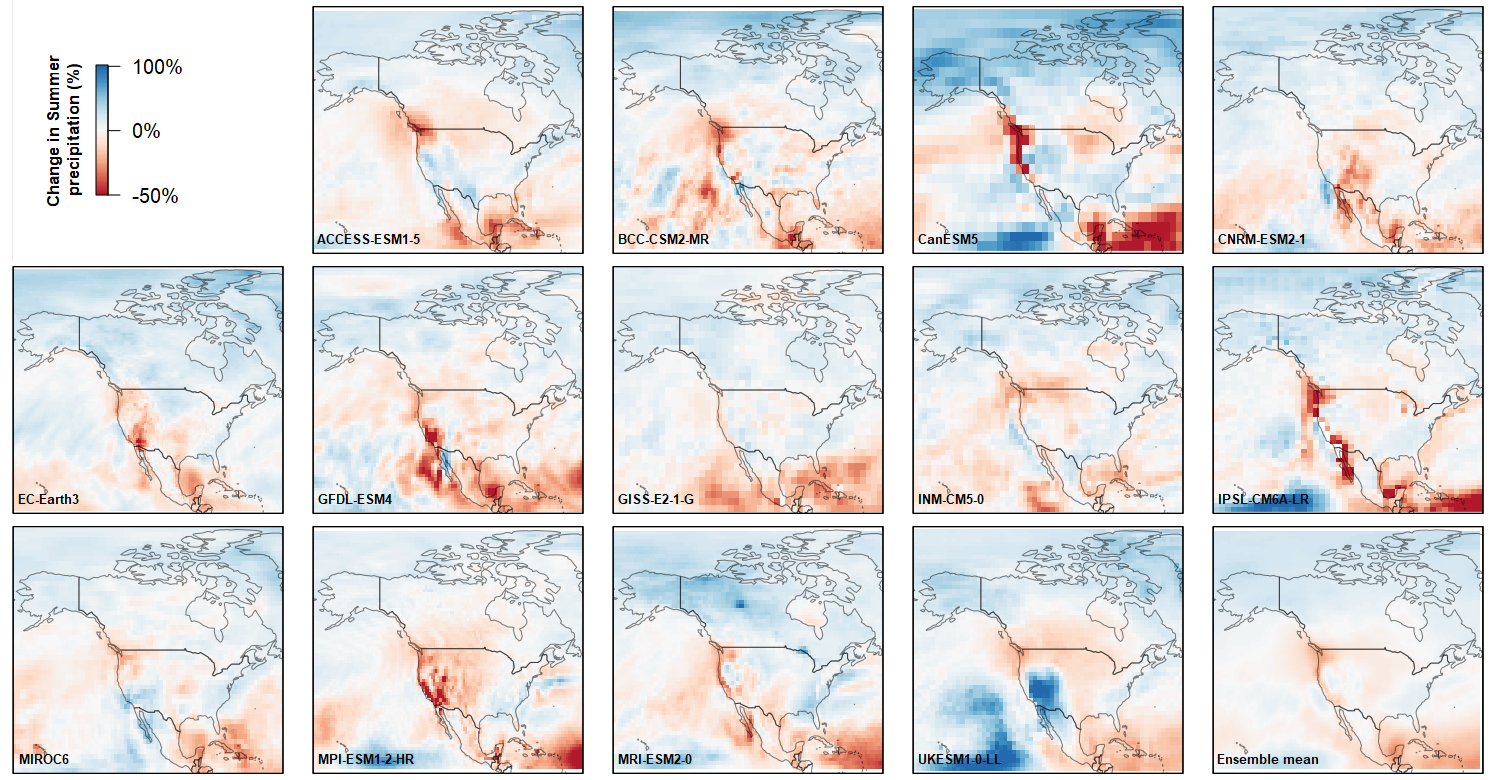 Change in Summer
precipitation (%)
100%
0%
-50%
ACCESS-ESM1-5
BCC-CSM2-MR
CanESM5
CNRM-ESM2-1
EC-Earth3
GFDL-ESM4
GISS-E2-1-G
INM-CM5-0
IPSL-CM6A-LR
MIROC6
MPI-ESM1-2-HR
MRI-ESM2-0
UKESM1-0-LL
Ensemble mean